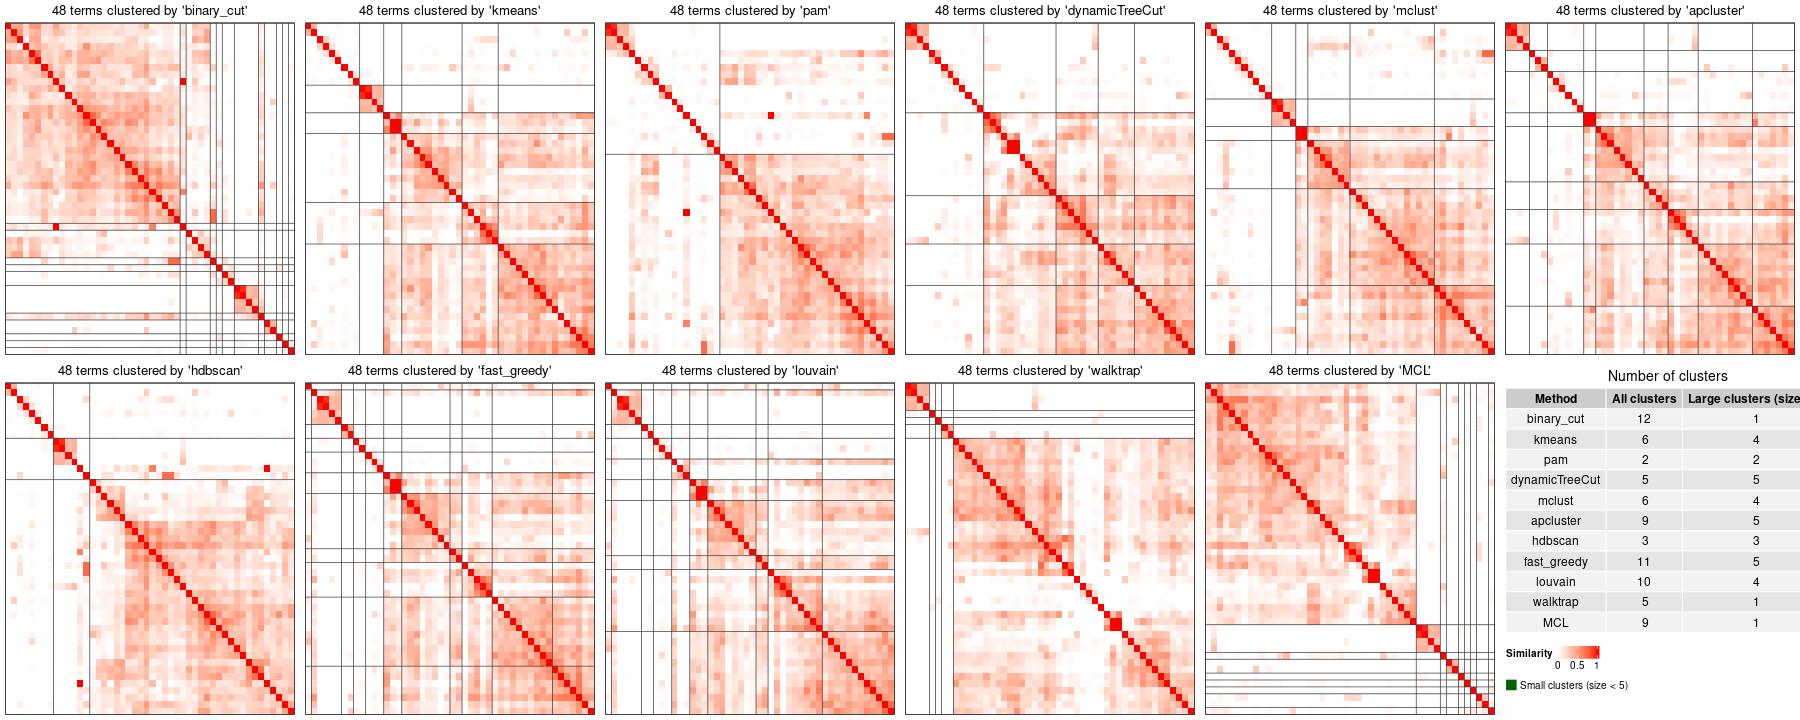 48 terms clustered by 'binary_cut'
48 terms clustered by 'kmeans'
48 terms clustered by 'pam'
48 terms clustered by 'dynamicTreeCut'
48 terms clustered by 'mclust'
48 terms clustered by 'apcluster'
48 terms clustered by 'hdbscan'
48 terms clustered by 'fast_greedy'
48 terms clustered by 'louvain'
48 terms clustered by 'walktrap'
48 terms clustered by 'MCL'
Number of clusters
Method All clusters Large clusters (size
binary_cut 12 1
kmeans 6 4
pam 2 2
dynamicTreeCut 5 5
mclust 6 4
apcluster 9 5
hdbscan 3 3
fast_greedy 11 5
louvain 10 4
walktrap 5 1
MCL 9 1
Similarity
0 0.5 1
Small clusters (size < 5)